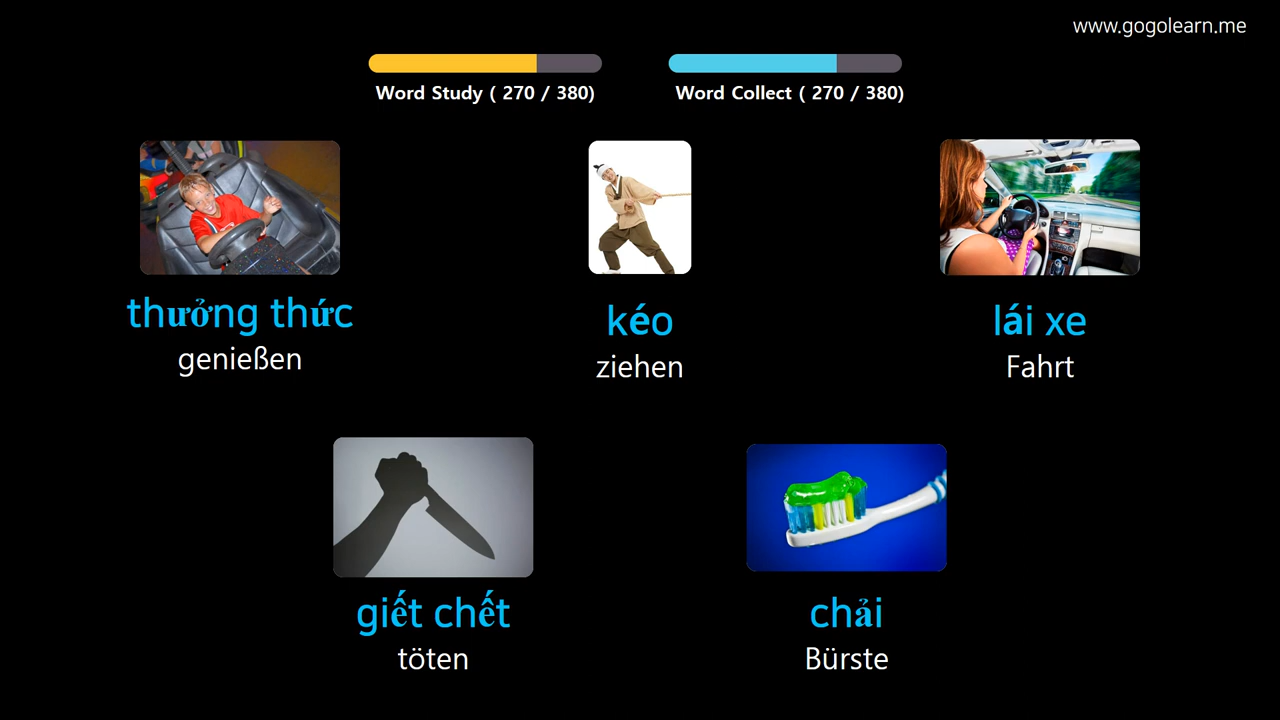 www.gogolearn.me
Word Study ( 270 / 380)
Word Collect ( 270 / 380)
thưởng thức
genießen
kéo
ziehen
lái xe
Fahrt
giết chết
töten
chải
Bürste